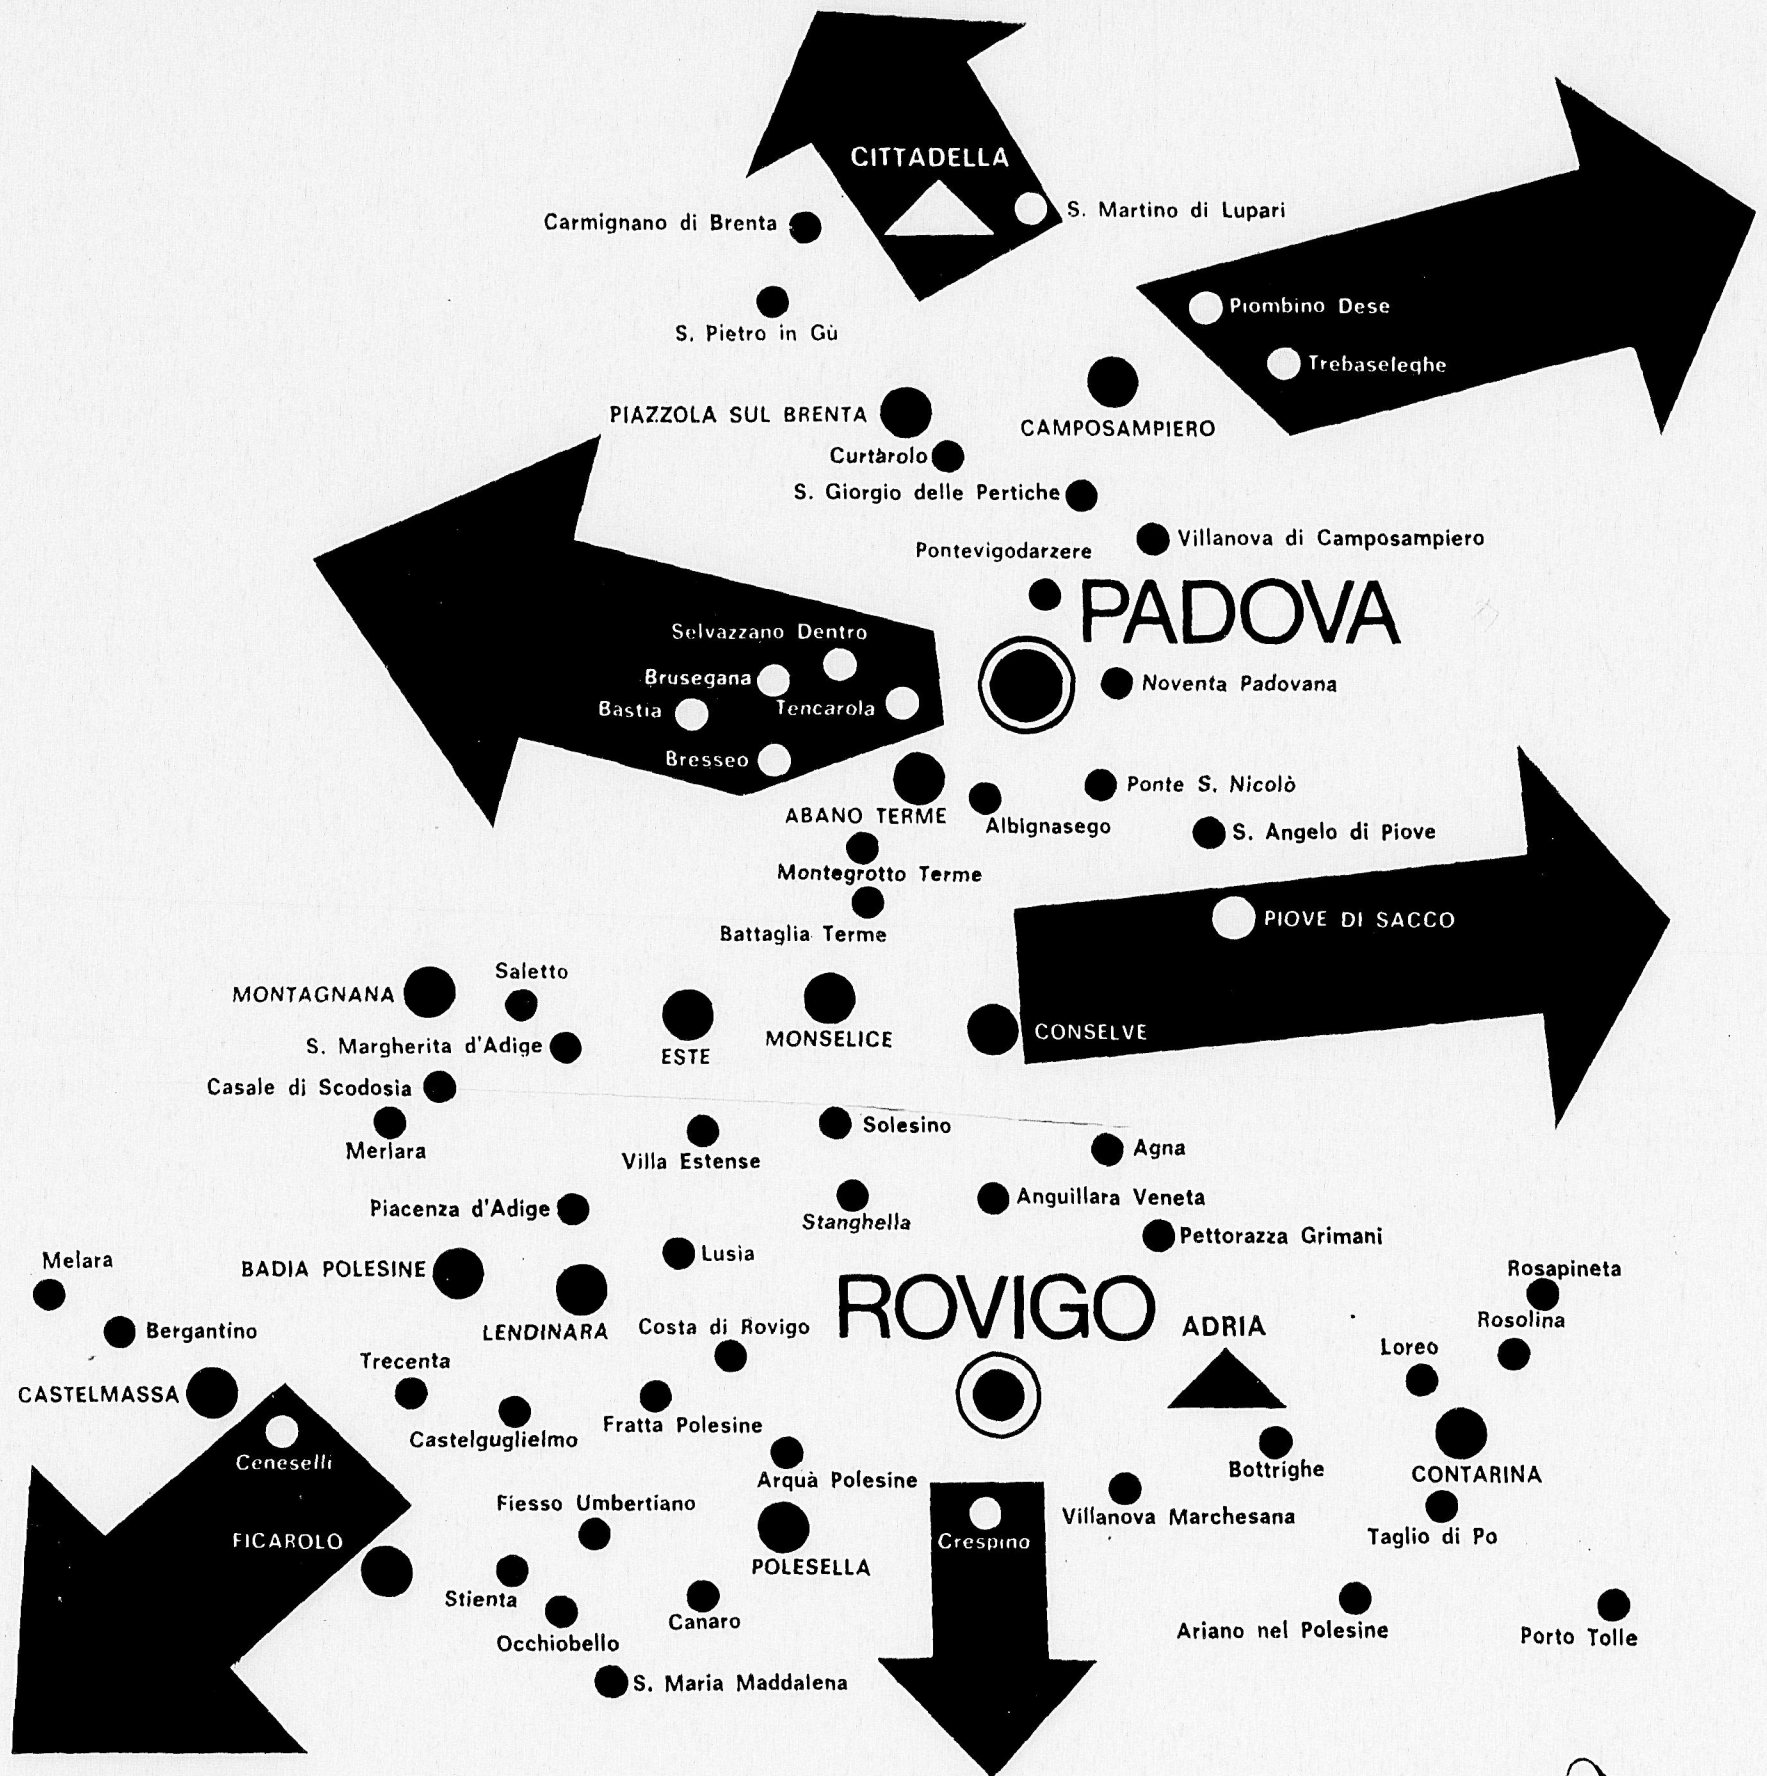 CITTADELLA
S. Martino di Lupari
Carmignano di Brenta
Piombino Dese
S. Pietro in Gù
Trebaseleghe
PIAZZOLA SUL BRENTA
CAMPOSAMPIERO
Curtarolo
S. Giorgio delle Pertiche
Villanova di Camposampiero
Pontevigodarzere
PADOVA
Selvazzano Dentro
Brusegana
Noventa Padovana
Bastia
Tencarola
Bresseo
Ponte S. Nicolò
ABANO TERME
Albignasego
S. Angelo di Piove
Montegrotto Terme
PIOVE DI SACCO
Battaglia Terme
Saletto
MONTAGNANA
CONSELVE
MONSELICE
S. Margherita d'Adige
ESTE
Casale di Scodosia
Solesino
Merlara
Agna
Villa Estense
Anguillara Veneta
Piacenza d'Adige
Stanghella
Pettorazza Grimani
Lusia
Melara
BADIA POLESINE
Rosapineta
ROVIGO
Rosolina
ADRIA
Costa di Rovigo
Bergantino
LENDINARA
Loreo
Trecenta
CASTELMASSA
Fratta Polesine
Castelguglielmo
Ceneselli
Bottrighe
CONTARINA
Arquà Polesine
Fiesso Umbertiano
Villanova Marchesana
Taglio di Po
FICAROLO
Crespino
POLESELLA
Stienta
Canaro
Ariano nel Polesine
Porto Tolle
Occhiobello
S. Maria Maddalena